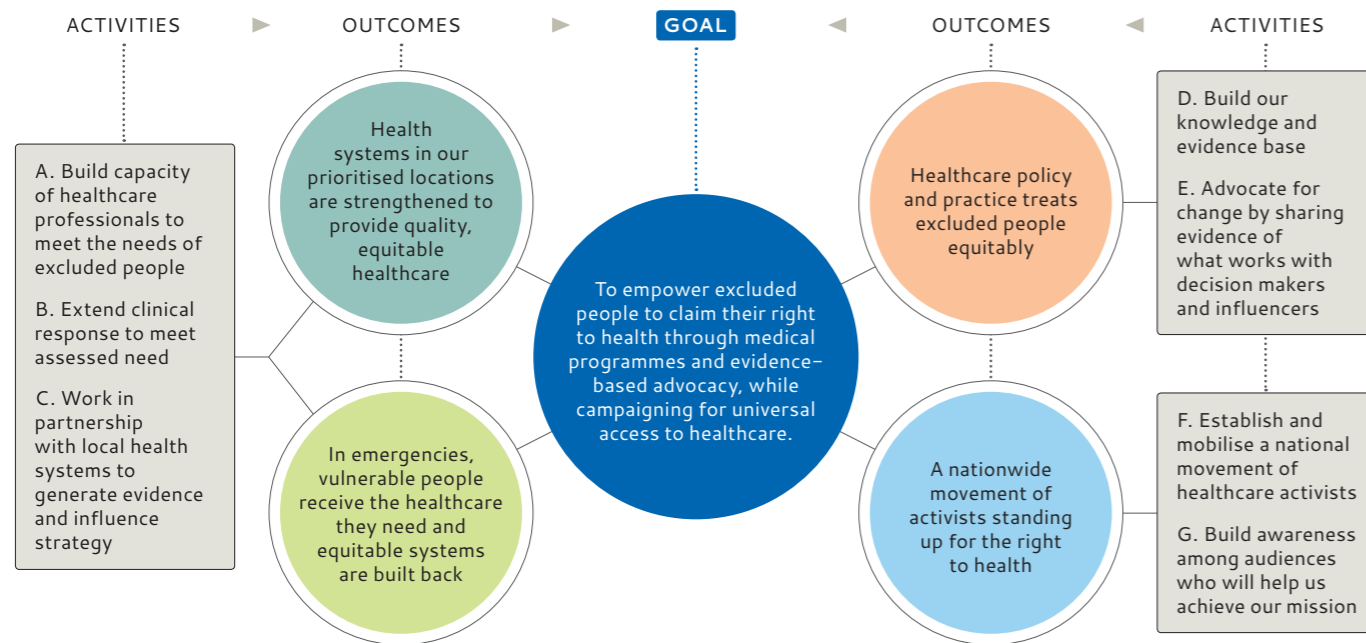 ACTIVITIES
OUTCOMES
GOAL
OUTCOMES
ACTIVITIES
A. Build capacity
of healthcare
professionals to
meet the needs of
excluded people
B. Extend clinical
response to meet
assessed need
C. Work in
partnership
with local health
systems to
generate evidence
and influence
strategy
Health
systems in our
prioritised locations
are strengthened to
provide quality,
equitable
healthcare
In emergencies,
vulnerable people
receive the healthcare
they need and
equitable systems
are built back
To empower excluded
people to claim their right
to health through medical
programmes and evidence-
based advocacy, while
campaigning for universal
access to healthcare.
Healthcare policy
and practice treats
excluded people
equitably
A nationwide
movement of
activists standing
up for the right
to health
D. Build our
knowledge and
evidence base
E. Advocate for
change by sharing
evidence of
what works with
decision makers
and influencers
F. Establish and
mobilise a national
movement of
healthcare activists
G. Build awareness
among audiences
who will help us
achieve our mission